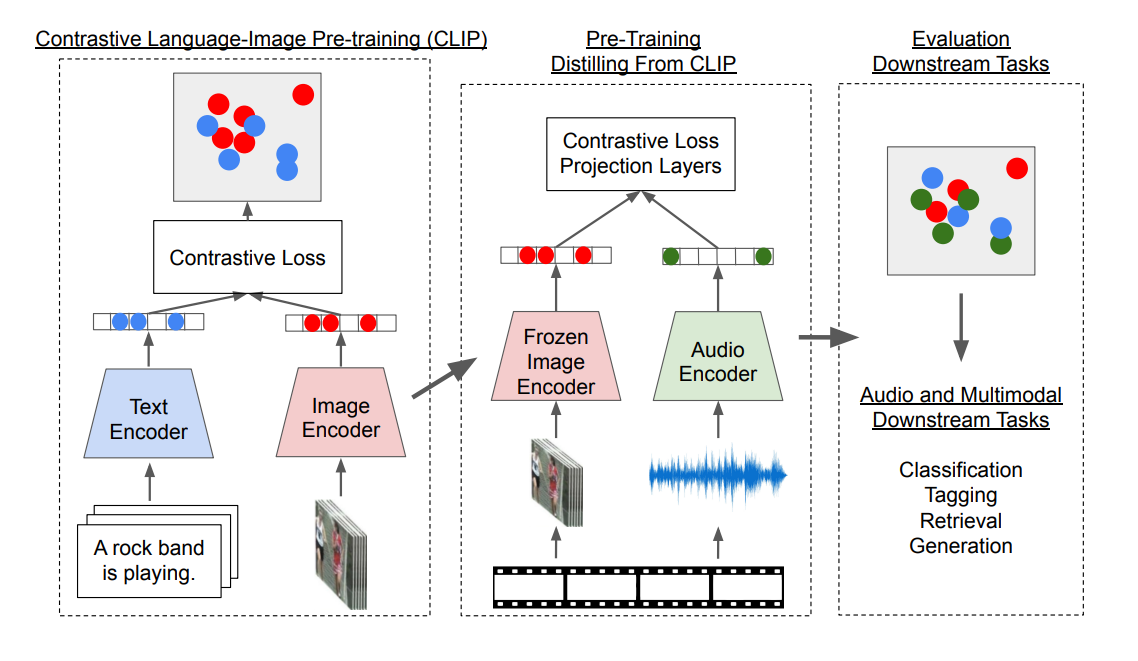 Contrastive Language-Image Pre-training (CLIP)
Contrastive Loss
Text
Encoder
Image
Encoder
A rock band
is playing.
Pre-Training
Distilling From CLIP
Contrastive Loss
Projection Layers
Frozen
Image
Encoder
Audio
Encoder
Evaluation
Downstream Tasks
Audio and Multimodal
Downstream Tasks
Classification
Tagging
Retrieval
Generation